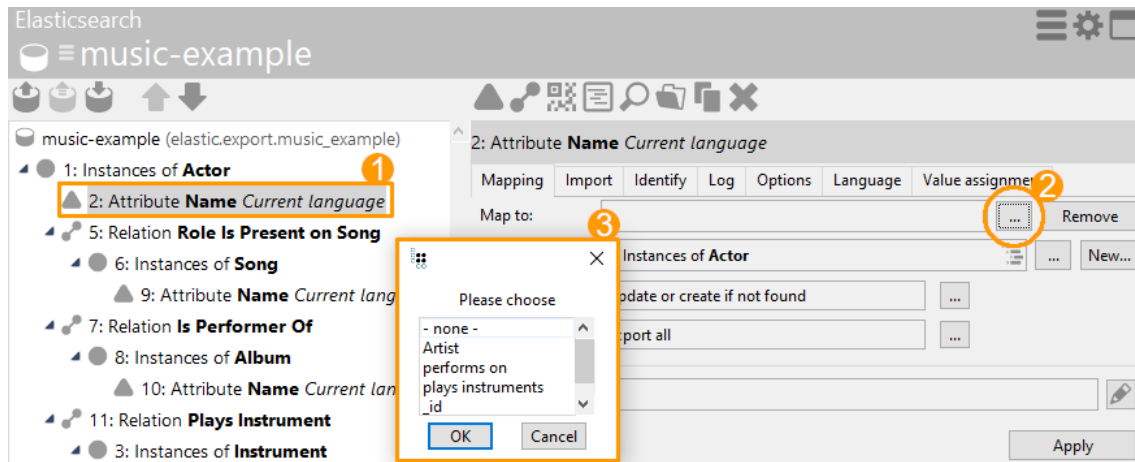 Elasticsearch
music-example
music-example (elastic.export.music_example)
1: Instances of Actor
1
2: Attribute Name Current language
5: Relation Role Is Present on Song
6: Instances of Song
9: Attribute Name Current lang
7: Relation Is Performer Of
8: Instances of Album
10: Attribute Name Current lan
11: Relation Plays Instrument
3: Instances of Instrument
2: Attribute Name Current language
Mapping Import Identify Log Options Language Value assignmen
2
Map to: ... Remove
Instances of Actor ... New...
pdate or create if not found ...
port all ...
Apply
3
Please choose
- none -
Artist
performs on
plays instruments
_id
OK Cancel